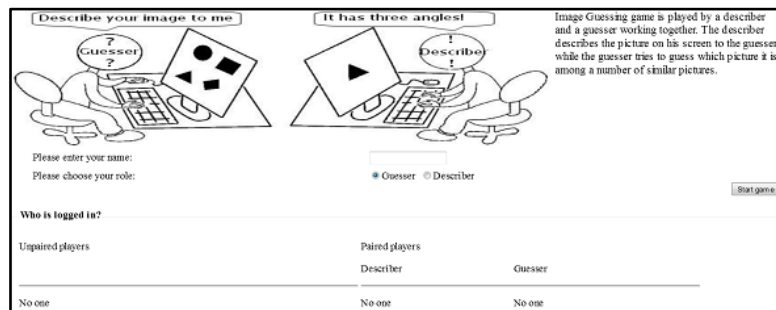 Describe your image to me
It has three angles!
?
Guesser
?
!
Describer
!
Image Guessing game is played by a describer
and a guesser working together. The describer
describes the picture on his screen to the guesser
while the guesser tries to guess which picture it is
among a number of similar pictures.
Please enter your name:
Please choose your role:
Guesser
Describer
Start game
Who is logged in?
Unpaired players
Paired players
Describer
Guesser
No one
No one
No one